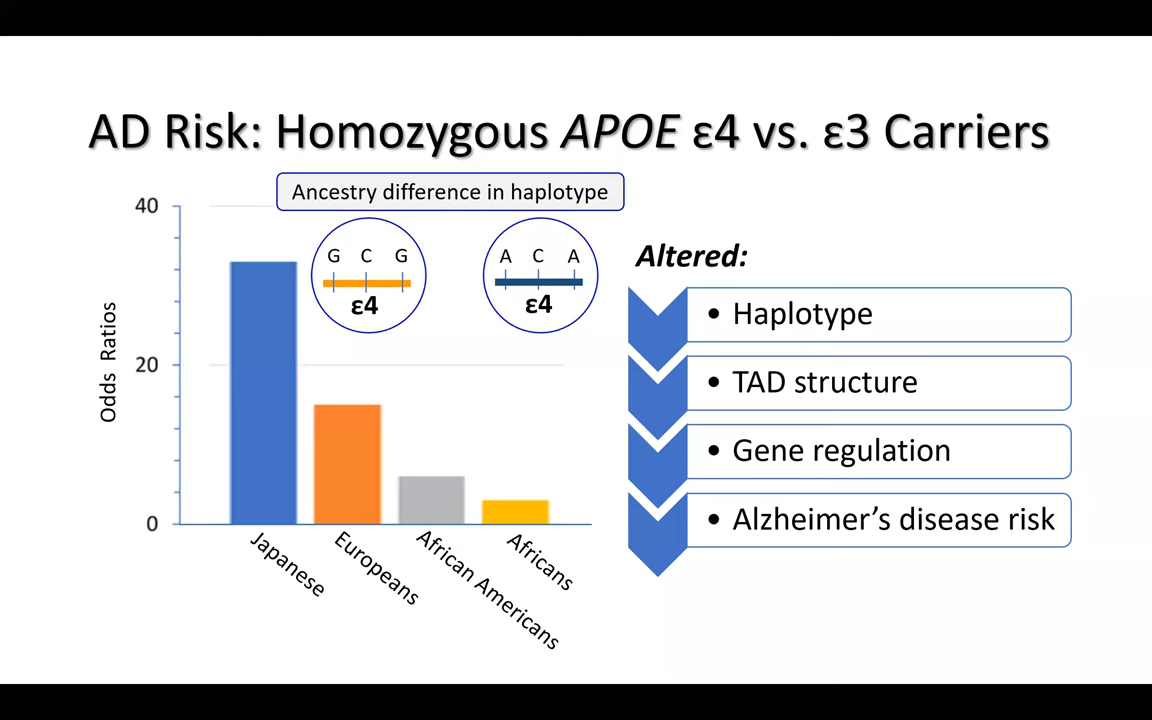 AD Risk: Homozygous APOE ε4 vs. ε3 Carriers
Ancestry difference in haplotype
G C G
ε4
A C A
ε4
40
20
0
Odds Ratios
Japanese
Europeans
African Americans
Africans
Altered:
• Haplotype
• TAD structure
• Gene regulation
• Alzheimer’s disease risk